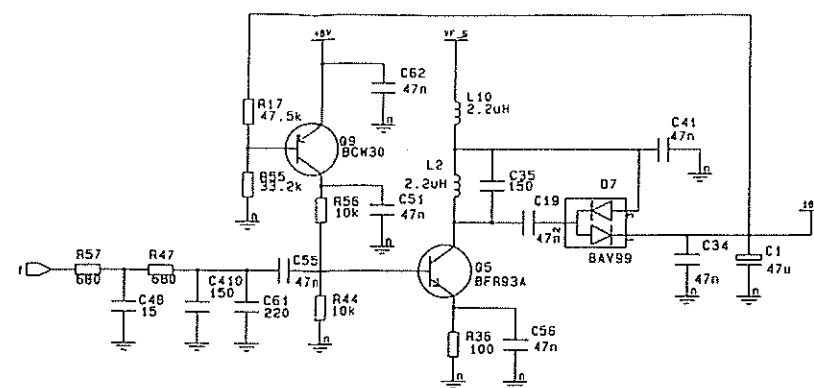 +8V
VF_S
C62
47n
L10
2.2uH
R17
47.5k
Q9
BCW30
C41
47n
n
L2
2.2uH
C35
150
D7
R55
33.2k
n
R56
10k
C51
47n
n
C19
47n
2
BAV99
R57
680
R47
680
C55
47n
Q5
BFR93A
C34
47n
n
C1
47u
n
C48
15
n
C410
150
n
C61
220
n
R44
10k
n
R36
100
n
C56
47n
n